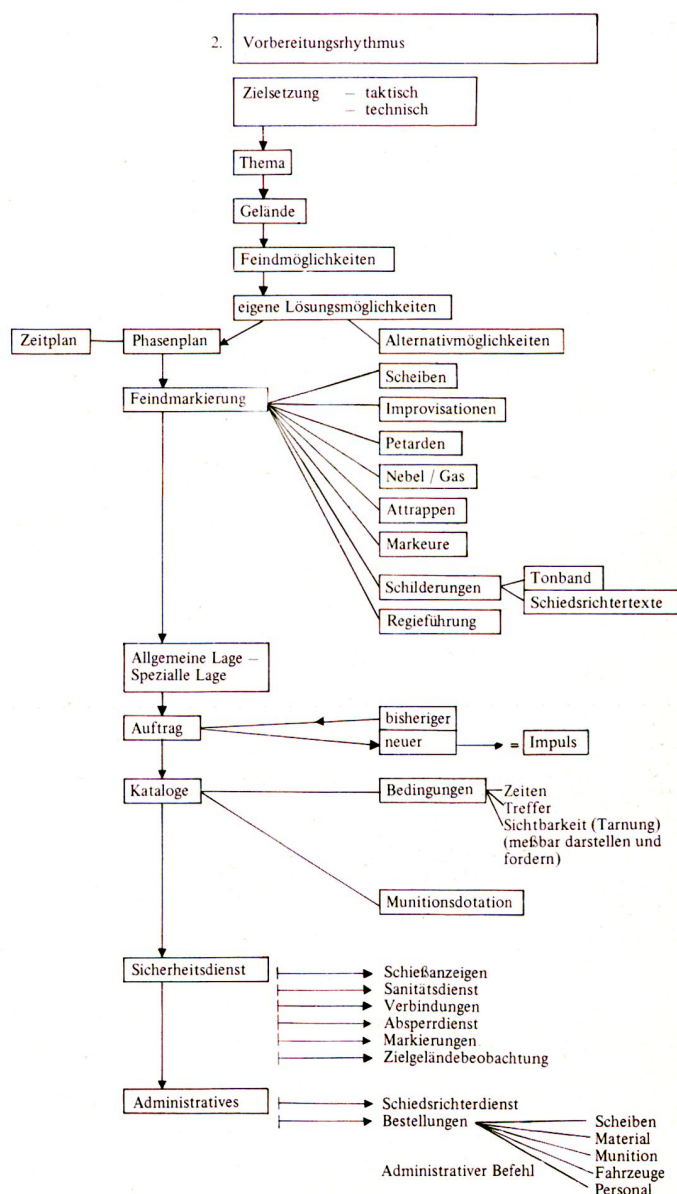 2. Vorbereitungsrhythmus
Zielsetzung – taktisch
– technisch
Thema
Gelände
Feindmöglichkeiten
eigene Lösungsmöglichkeiten
Zeitplan
Phasenplan
Alternativmöglichkeiten
Feindmarkierung
Scheiben
Improvisationen
Petarden
Nebel / Gas
Attrappen
Markeure
Schilderungen
Tonband
Schiedsrichtertexte
Regieführung
Allgemeine Lage –
Spezialle Lage
Auftrag
bisheriger
neuer
= Impuls
Kataloge
Bedingungen
Zeiten
Treffer
Sichtbarkeit (Tarnung)
(meßbar darstellen und
fordern)
Munitionsdotation
Sicherheitsdienst
Schießanzeigen
Sanitätsdienst
Verbindungen
Absperrdienst
Markierungen
Zielgeländebeobachtung
Administratives
Schiedsrichterdienst
Bestellungen
Scheiben
Material
Munition
Fahrzeuge
Personal
Administrativer Befehl